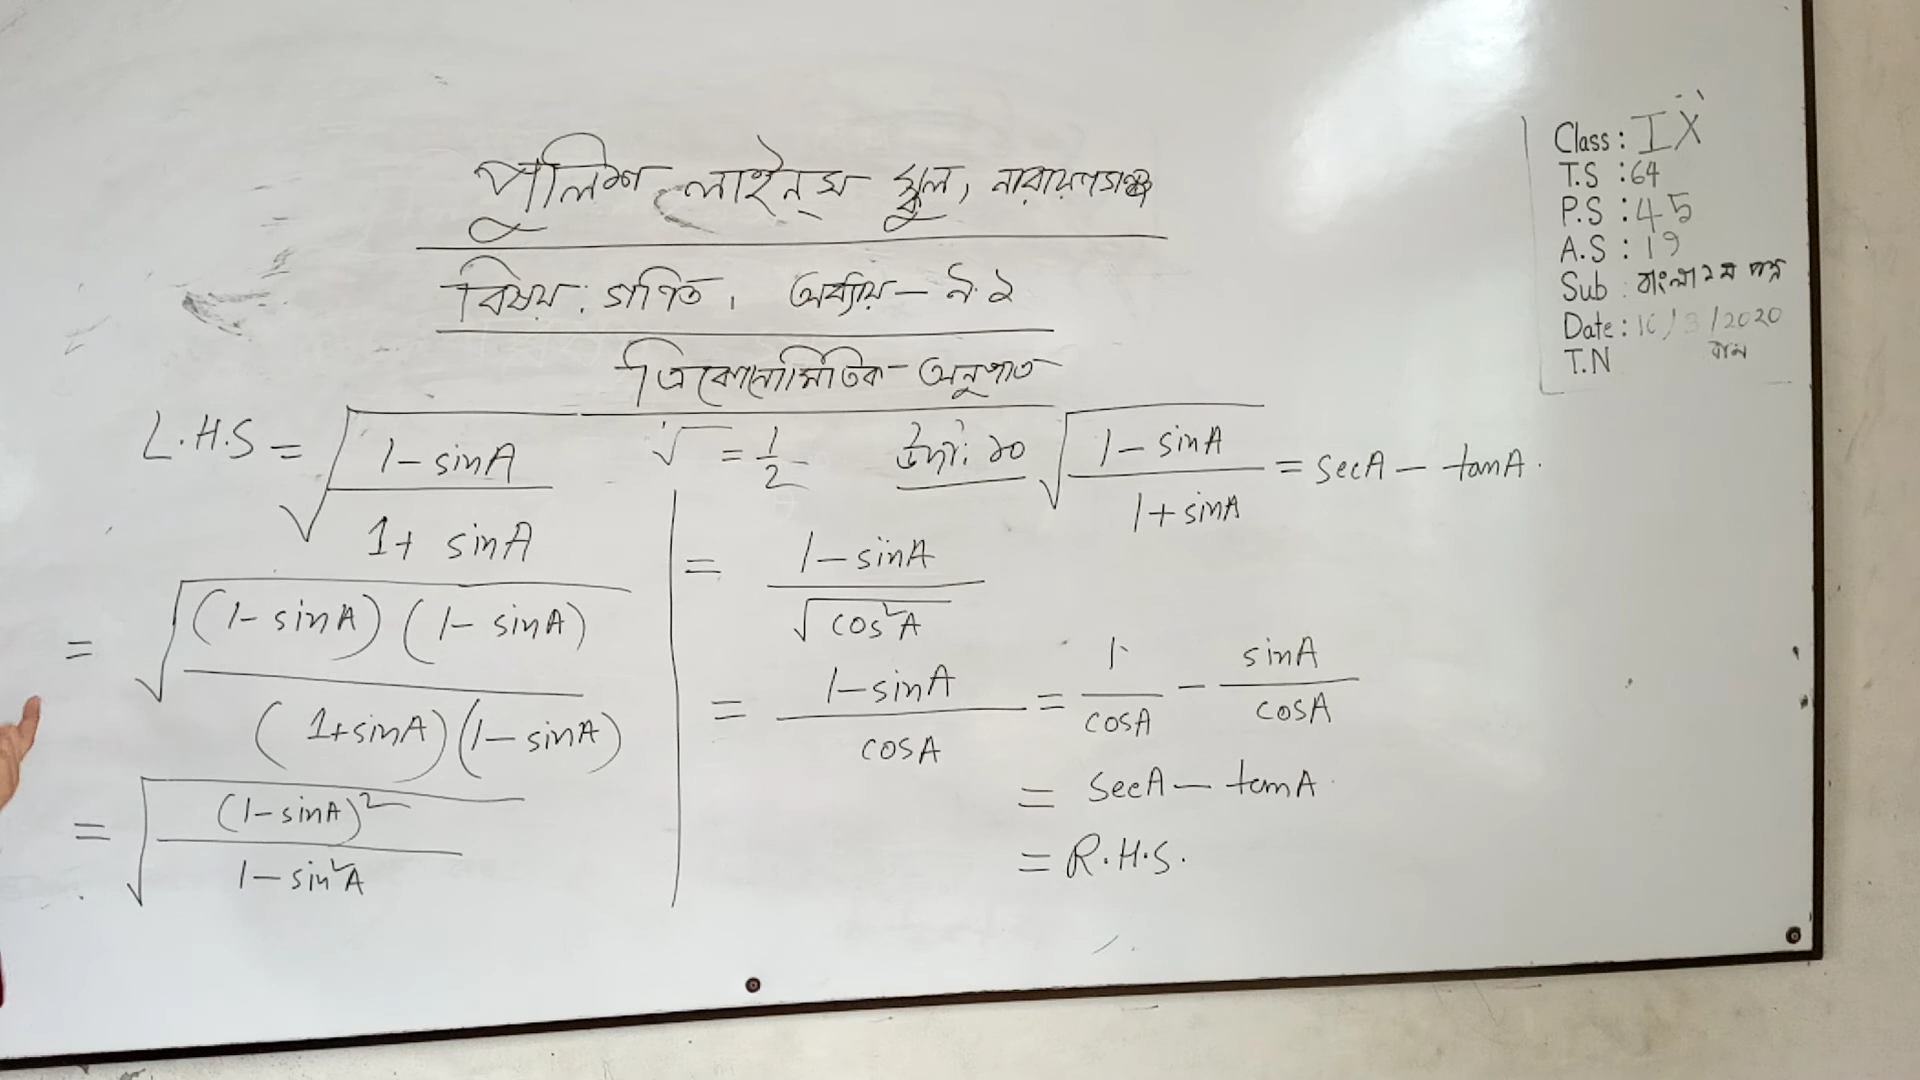 পুলিশ লাইন্স স্কুল, নারায়ণগঞ্জ
বিষয়: গণিত, অধ্যায়-৯.১
ত্রিকোণোমিতিক অনুপাত
উদা: ১০ √((1-sinA)/(1+sinA)) = secA - tanA.
√ = 1/2
L.H.S = √((1-sinA)/(1+ sinA))
= √(((1-sinA)(1-sinA))/((1+sinA)(1-sinA)))
= √((1-sinA)²/(1-sin²A))
= (1-sinA)/√(cos²A)
= (1-sinA)/cosA = 1/cosA - sinA/cosA
= secA - tanA
= R.H.S.
Class: IX
T.S : 64
P.S : 45
A.S : 19
Sub : বাংলা ২য় পত্র
Date: /3/2020
T.N